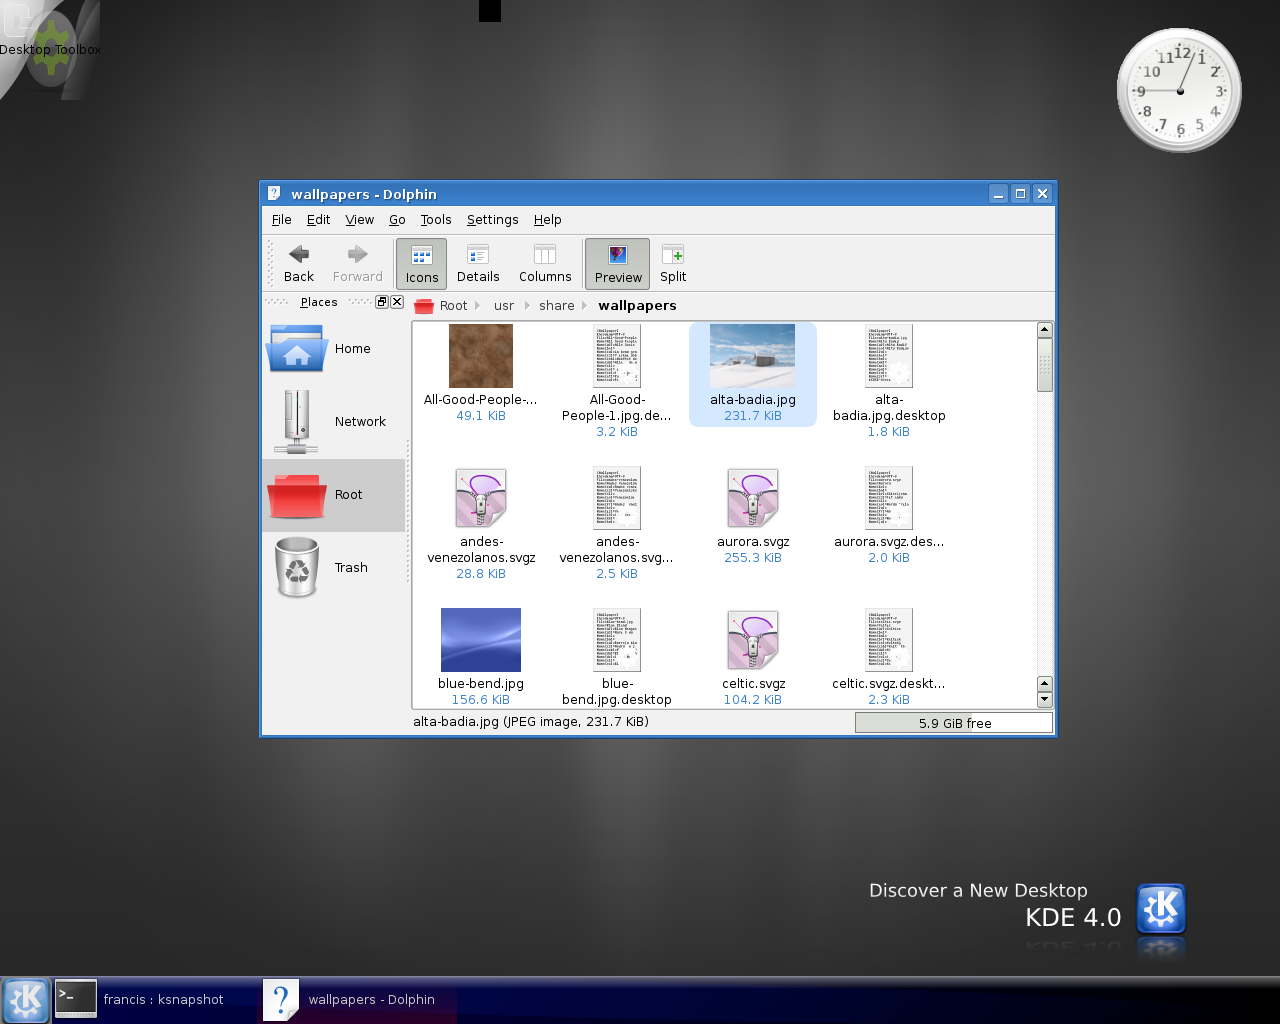 Desktop Toolbox
12
11
1
10
2
9
3
8
4
7
5
6
wallpapers - Dolphin
File Edit View Go Tools Settings Help
Back Forward Icons Details Columns Preview Split
Places
Root usr share wallpapers
Home
Network
Root
Trash
All-Good-People-...
49.1 KiB
All-Good-
People-1.jpg.de...
3.2 KiB
alta-badia.jpg
231.7 KiB
alta-
badia.jpg.desktop
1.8 KiB
andes-
venezolanos.svgz
28.8 KiB
andes-
venezolanos.svg...
2.5 KiB
aurora.svgz
255.3 KiB
aurora.svgz.des...
2.0 KiB
blue-bend.jpg
156.6 KiB
blue-
bend.jpg.desktop
celtic.svgz
104.2 KiB
celtic.svgz.deskt...
2.3 KiB
alta-badia.jpg (JPEG image, 231.7 KiB)
5.9 GiB free
Discover a New Desktop
KDE 4.0
francis : ksnapshot
wallpapers - Dolphin